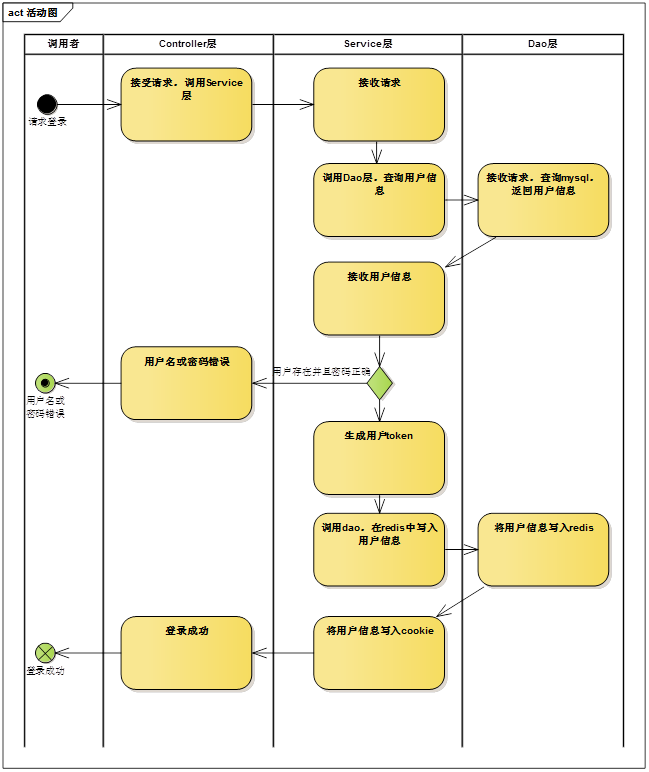 act 活动图
调用者
Controller层
Service层
Dao层
请求登录
接受请求。调用Service
层
接收请求
调用Dao层。查询用户信
息
接收请求。查询mysql。
返回用户信息
接收用户信息
用户存在并且密码正确
用户名或密码错误
用户名或
密码错误
生成用户token
调用dao。在redis中写入
用户信息
将用户信息写入redis
将用户信息写入cookie
登录成功
登录成功